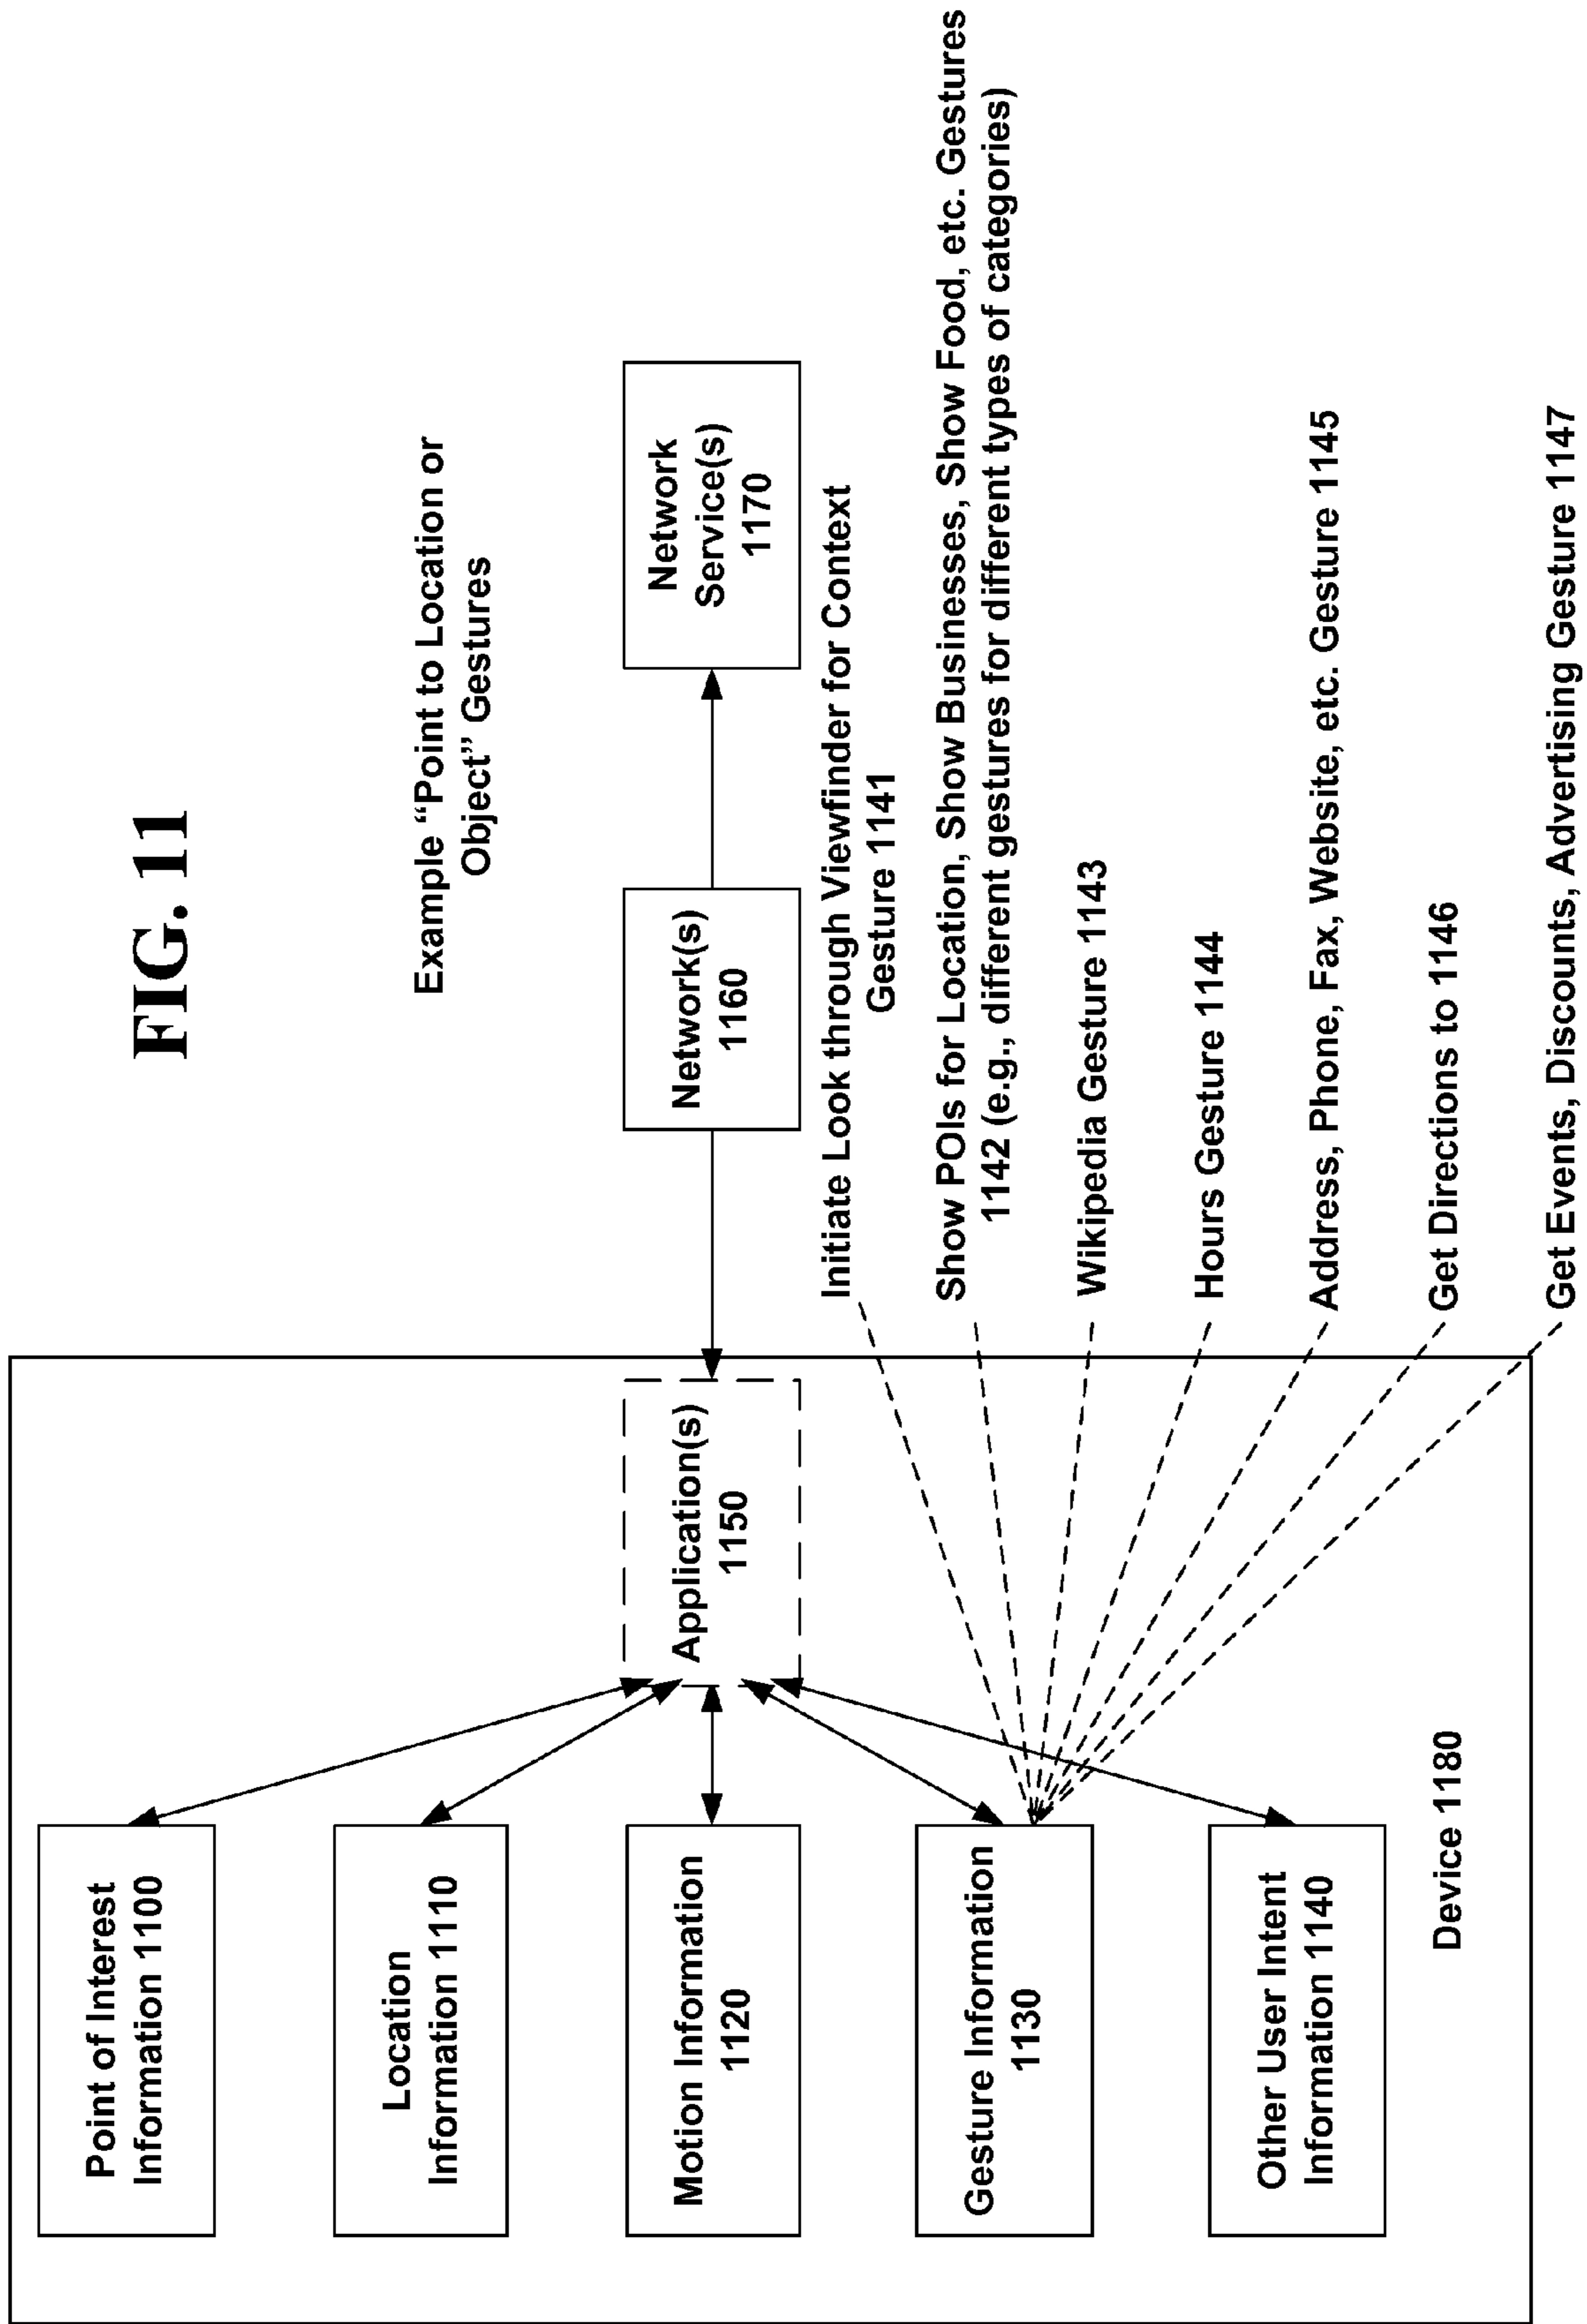 FIG. 11
Example “Point to Location or
Object” Gestures
Point of Interest
Information 1100
Location
Information 1110
Motion Information
1120
Gesture Information
1130
Other User Intent
Information 1140
Device 1180
Application(s)
1150
Network(s)
1160
Network
Service(s)
1170
Initiate Look through Viewfinder for Context
Gesture 1141
Show POIs for Location, Show Businesses, Show Food, etc. Gestures
1142 (e.g., different gestures for different types of categories)
Wikipedia Gesture 1143
Hours Gesture 1144
Address, Phone, Fax, Website, etc. Gesture 1145
Get Directions to 1146
Get Events, Discounts, Advertising Gesture 1147